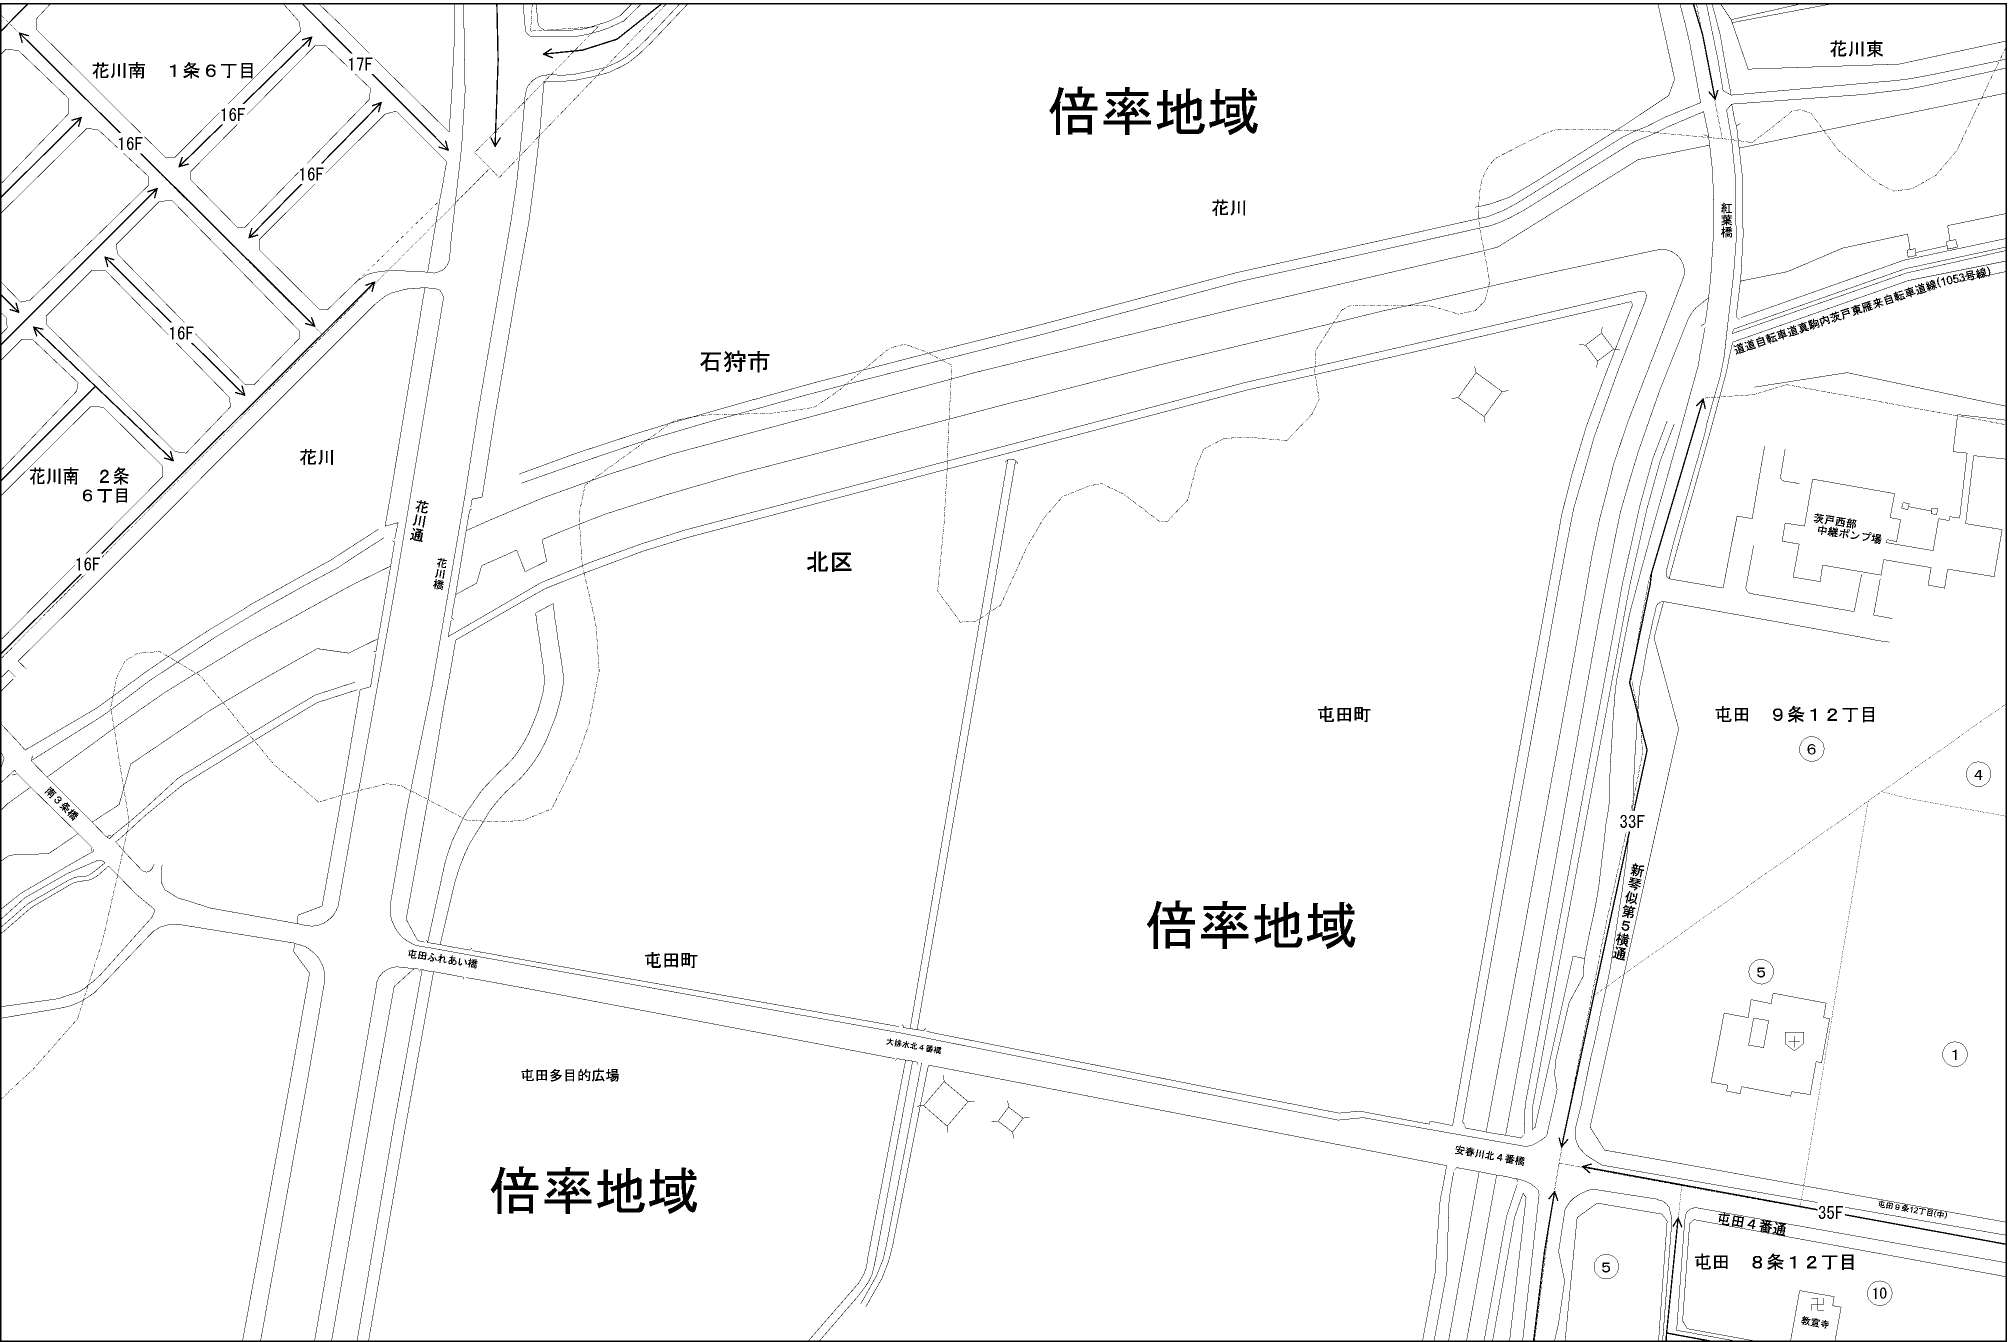 花川南　１条６丁目
17F
16F
16F
16F
16F
倍率地域
花川東
花川
紅葉橋
道道自転車道真駒内茨戸東雁来自転車道線(1053号線)
石狩市
花川
花川南　２条
６丁目
花川通
花川橋
16F
北区
茨戸西部
中継ポンプ場
屯田町
屯田　９条１２丁目
6
4
南３条橋
33F
新琴似第５横通
倍率地域
屯田ふれあい橋
屯田町
5
大排水北４番橋
1
屯田多目的広場
倍率地域
安春川北４番橋
屯田９条12丁目(中)
35F
屯田４番通
5
屯田　８条１２丁目
10
教宣寺